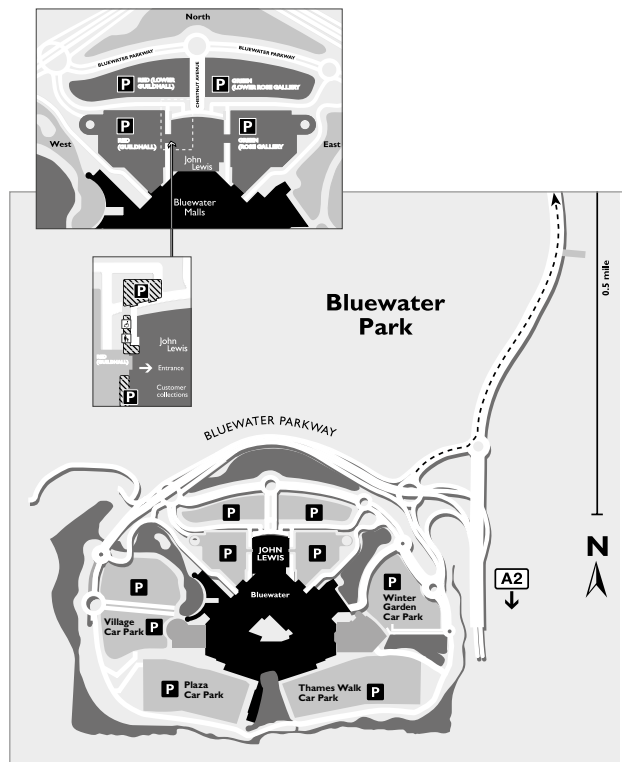 North
BLUEWATER PARKWAY
BLUEWATER PARKWAY
CHESTNUT AVENUE
P
RED (LOWER
GUILDHALL)
P
GREEN
(LOWER ROSE GALLERY
P
RED
(GUILDHALL)
P
GREEN
(ROSE GALLERY
West
East
John
Lewis
Bluewater
Malls
P
John
Lewis
RED
(GUILDHALL)
Entrance
Customer
collections
P
Bluewater
Park
0.5 mile
BLUEWATER PARKWAY
P
P
P
JOHN
LEWIS
P
Bluewater
P
P
Winter
Garden
Car Park
Village
Car Park
P
P
Plaza
Car Park
Thames Walk
Car Park
P
N
A2